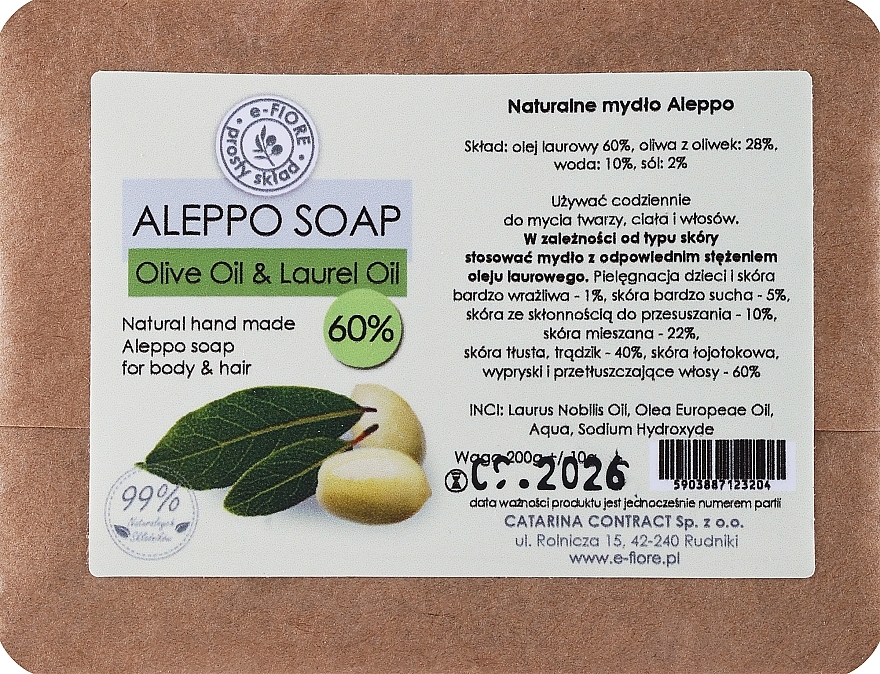 e-FIORE
prosty skład
ALEPPO SOAP
Olive Oil & Laurel Oil
Natural hand made
Aleppo soap
for body & hair
60%
99%
Naturalnych
Składników
Naturalne mydło Aleppo
Skład: olej laurowy 60%, oliwa z oliwek: 28%,
woda: 10%, sól: 2%
Używać codziennie
do mycia twarzy, ciała i włosów.
W zależności od typu skóry
stosować mydło z odpowiednim stężeniem
oleju laurowego. Pielęgnacja dzieci i skóra
bardzo wrażliwa - 1%, skóra bardzo sucha - 5%,
skóra ze skłonnością do przesuszania - 10%,
skóra mieszana - 22%,
skóra tłusta, trądzik - 40%, skóra łojotokowa,
wypryski i przetłuszczające włosy - 60%
INCI: Laurus Nobilis Oil, Olea Europeae Oil,
Aqua, Sodium Hydroxyde
Waga 200g +/- 10g
.2026
5903887123204
data ważności produktu jest jednocześnie numerem partii
CATARINA CONTRACT Sp. z o.o.
ul. Rolnicza 15, 42-240 Rudniki
www.e-fiore.pl